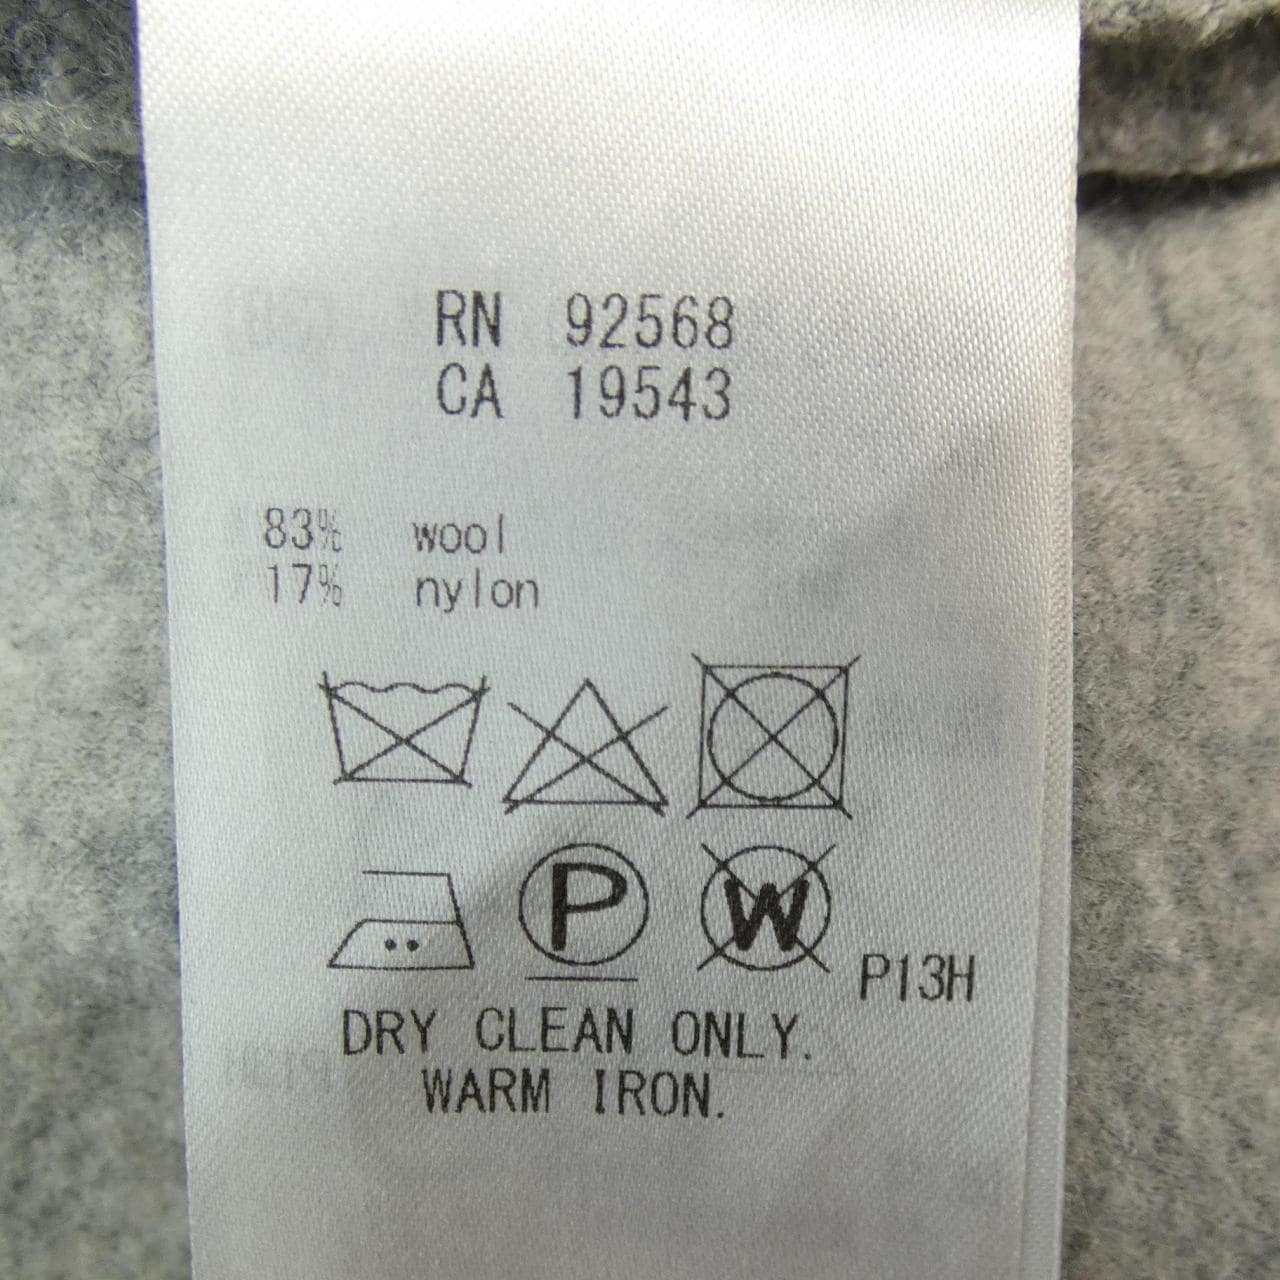 RN 92568
CA 19543
83% wool
17% nylon
P W P13H
DRY CLEAN ONLY.
WARM IRON.